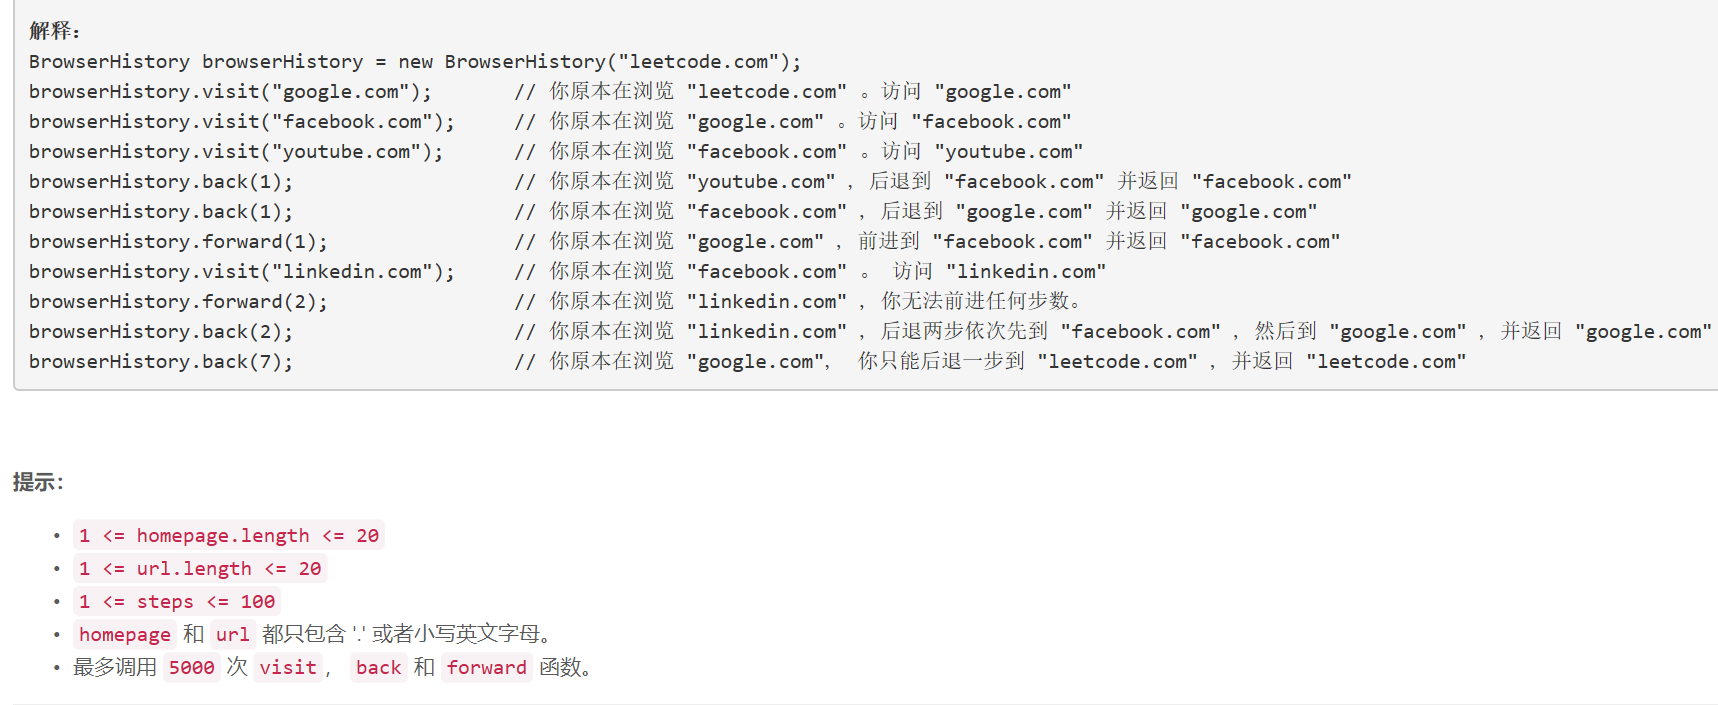 解释：
BrowserHistory browserHistory = new BrowserHistory("leetcode.com");
browserHistory.visit("google.com");       // 你原本在浏览 "leetcode.com" 。访问 "google.com"
browserHistory.visit("facebook.com");     // 你原本在浏览 "google.com" 。访问 "facebook.com"
browserHistory.visit("youtube.com");      // 你原本在浏览 "facebook.com" 。访问 "youtube.com"
browserHistory.back(1);                   // 你原本在浏览 "youtube.com" ，后退到 "facebook.com" 并返回 "facebook.com"
browserHistory.back(1);                   // 你原本在浏览 "facebook.com" ，后退到 "google.com" 并返回 "google.com"
browserHistory.forward(1);                // 你原本在浏览 "google.com" ，前进到 "facebook.com" 并返回 "facebook.com"
browserHistory.visit("linkedin.com");     // 你原本在浏览 "facebook.com" 。 访问 "linkedin.com"
browserHistory.forward(2);                // 你原本在浏览 "linkedin.com" ，你无法前进任何步数。
browserHistory.back(2);                   // 你原本在浏览 "linkedin.com" ，后退两步依次先到 "facebook.com" ，然后到 "google.com" ，并返回 "google.com"
browserHistory.back(7);                   // 你原本在浏览 "google.com"， 你只能后退一步到 "leetcode.com" ，并返回 "leetcode.com"
提示：
• 1 <= homepage.length <= 20
• 1 <= url.length <= 20
• 1 <= steps <= 100
• homepage 和 url 都只包含 '.' 或者小写英文字母。
• 最多调用 5000 次 visit， back 和 forward 函数。